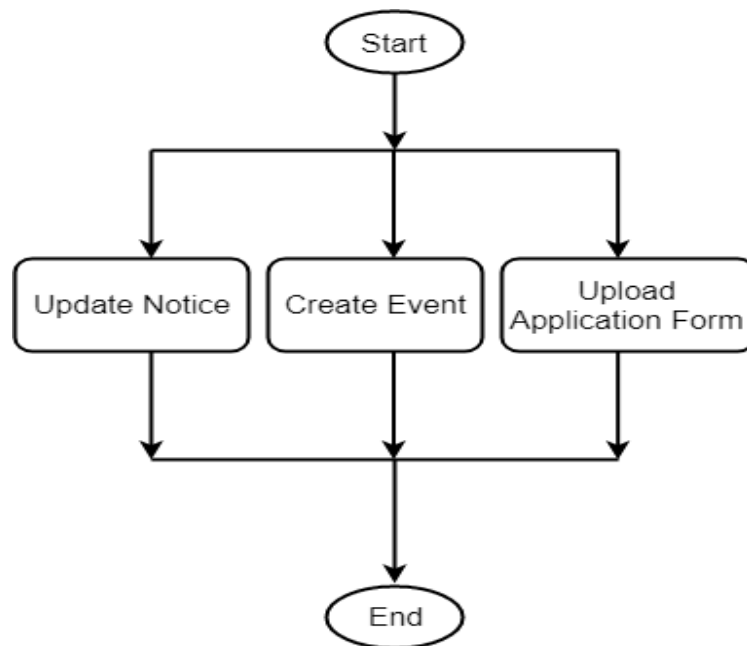 Start
Update Notice
Create Event
Upload
Application Form
End